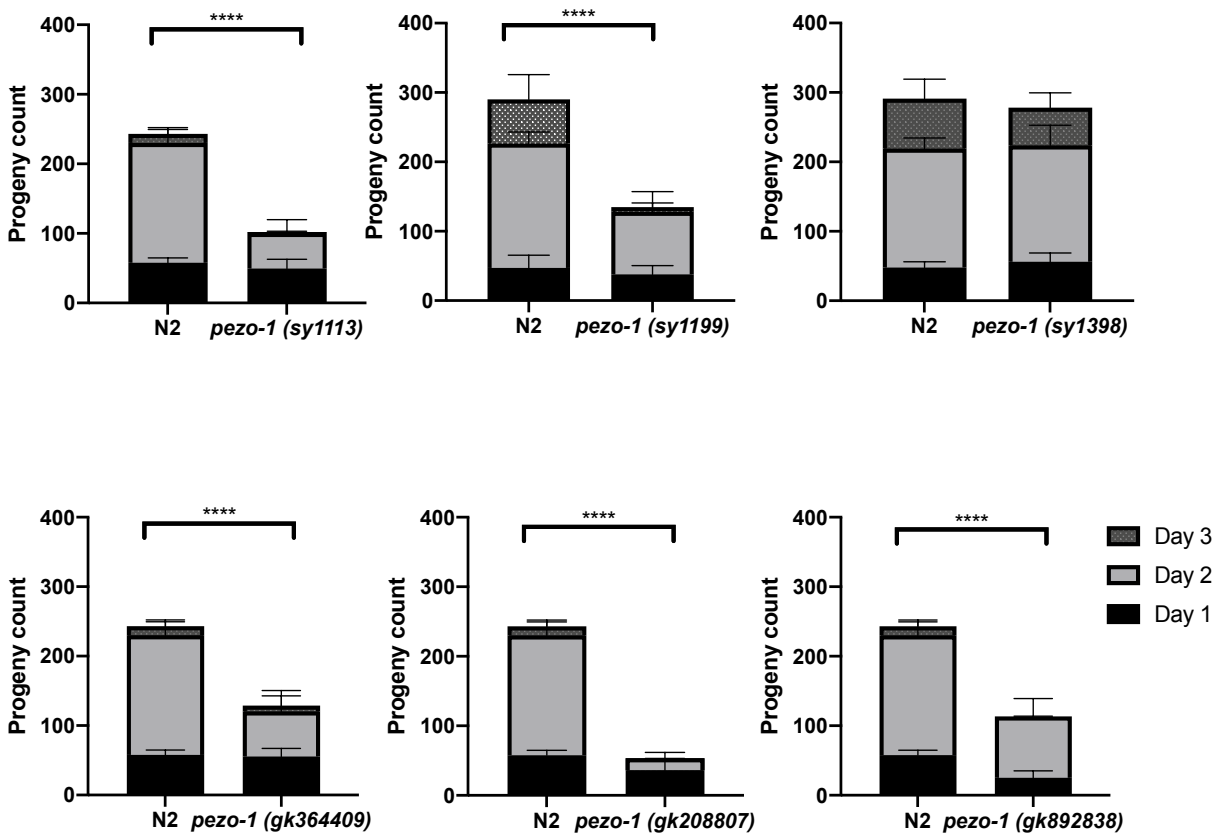 ****
400
300
200
100
0
Progeny count
N2
pezo-1 (sy1113)
****
400
300
200
100
0
Progeny count
N2
pezo-1 (sy1199)
400
300
200
100
0
Progeny count
N2
pezo-1 (sy1398)
****
400
300
200
100
0
Progeny count
N2
pezo-1 (gk364409)
****
400
300
200
100
0
Progeny count
N2
pezo-1 (gk208807)
****
400
300
200
100
0
Progeny count
N2
pezo-1 (gk892838)
Day 3
Day 2
Day 1